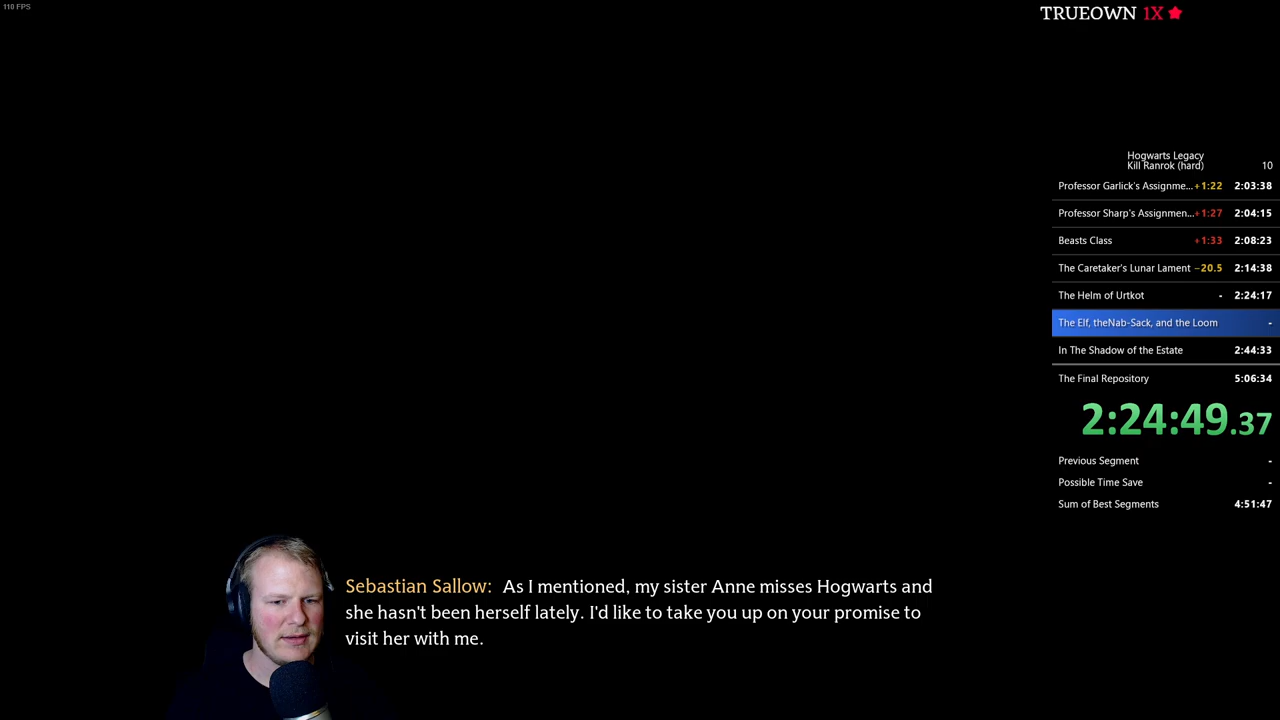 110 FPS
TRUEOWN 1X
Hogwarts Legacy
Kill Ranrok (hard) 10
Professor Garlick's Assignme... +1:22 2:03:38
Professor Sharp's Assignmen... +1:27 2:04:15
Beasts Class +1:33 2:08:23
The Caretaker's Lunar Lament −20.5 2:14:38
The Helm of Urtkot - 2:24:17
The Elf, theNab-Sack, and the Loom -
In The Shadow of the Estate 2:44:33
The Final Repository 5:06:34
2:24:49.37
Previous Segment -
Possible Time Save -
Sum of Best Segments 4:51:47
Sebastian Sallow: As I mentioned, my sister Anne misses Hogwarts and
she hasn't been herself lately. I'd like to take you up on your promise to
visit her with me.